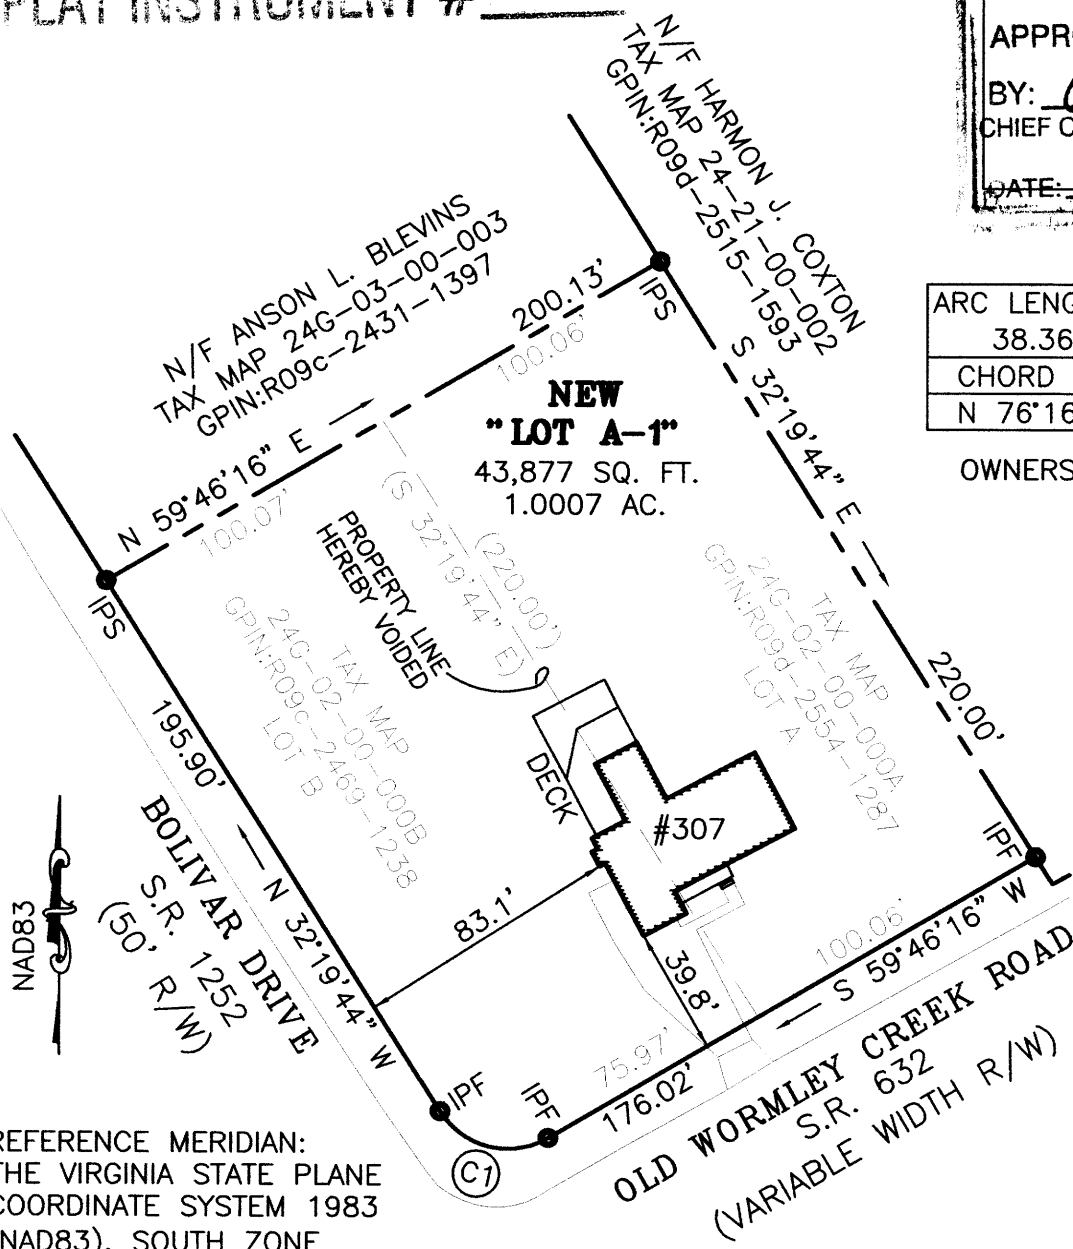 PLAT INSTRUMENT #
APPRO
BY:
CHIEF C
DATE:
N/F HARMON J. COXTON
TAX MAP 24-21-00-002
GPIN:R09d-2515-1593
N/F ANSON L. BLEVINS
TAX MAP 24G-03-00-003
GPIN:R09c-2431-1397
ARC LENG
38.36
CHORD
N 76°16
OWNERS
N 59°46'16" E
200.13'
100.07'
100.06'
IPS
IPS
NEW
"LOT A-1"
43,877 SQ. FT.
1.0007 AC.
S 32°19'44" E
220.00'
(S 32°19'44" E)
(220.00')
PROPERTY LINE
HEREBY VOIDED
TAX MAP
24G-02-00-000B
GPIN:R09c-2469-1238
LOT B
TAX MAP
24G-02-00-000A
GPIN:R09d-2554-1287
LOT A
DECK
#307
195.90'
N 32°19'44" W
BOLIVAR DRIVE
S.R. 1252
(50' R/W)
NAD83
83.1'
39.8'
IPF
IPF
IPF
100.06'
75.97'
S 59°46'16" W
176.02'
C1
OLD WORMLEY CREEK ROAD
S.R. 632
(VARIABLE WIDTH R/W)
REFERENCE MERIDIAN:
THE VIRGINIA STATE PLANE
COORDINATE SYSTEM 1983
(NAD83), SOUTH ZONE